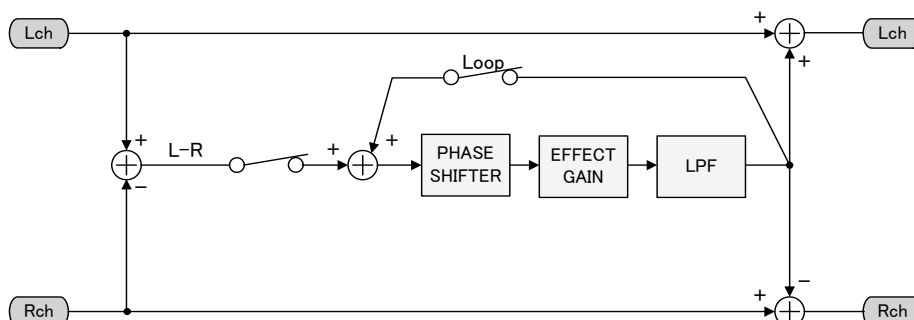 Lch
+
Lch
+
Loop
+
L-R
+
+
PHASE
SHIFTER
EFFECT
GAIN
LPF
−
−
Rch
+
Rch